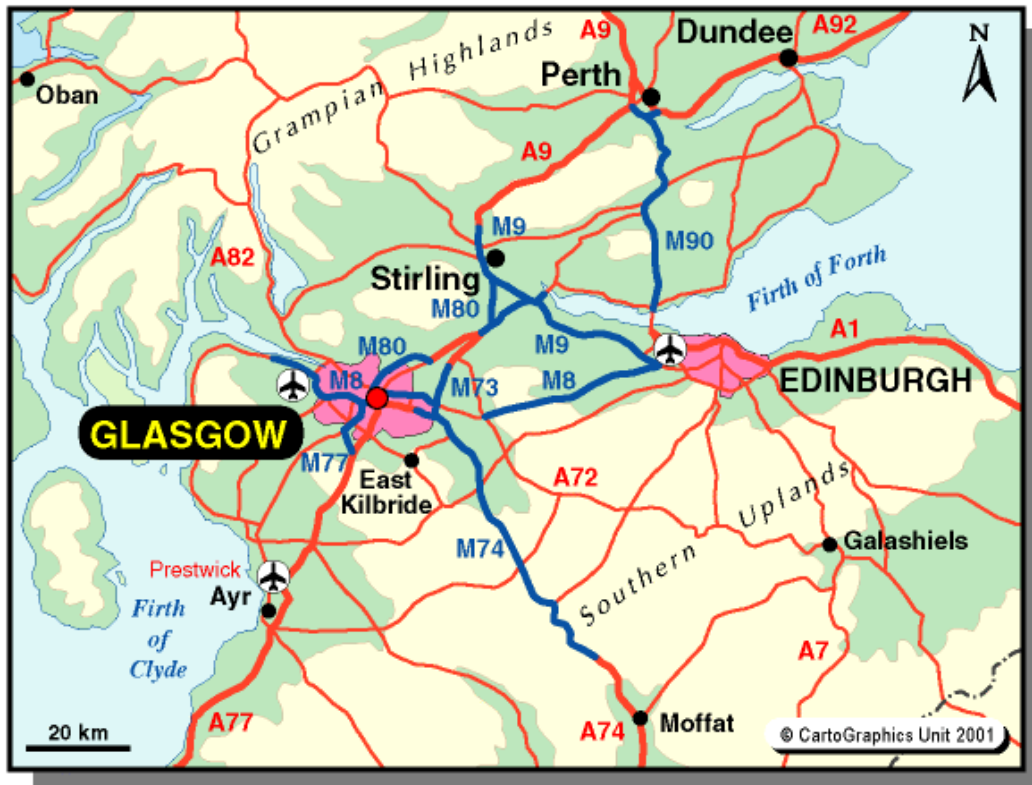 A9
A92
Dundee
N
Grampian Highlands
Perth
Oban
A9
M9
M90
A82
Stirling
Firth of Forth
M80
A1
M80
M9
M8
M73
M8
EDINBURGH
GLASGOW
M77
East
Kilbride
A72
Southern Uplands
M74
Galashiels
Prestwick
Ayr
Firth
of
Clyde
A7
A77
A74
Moffat
20 km
© CartoGraphics Unit 2001